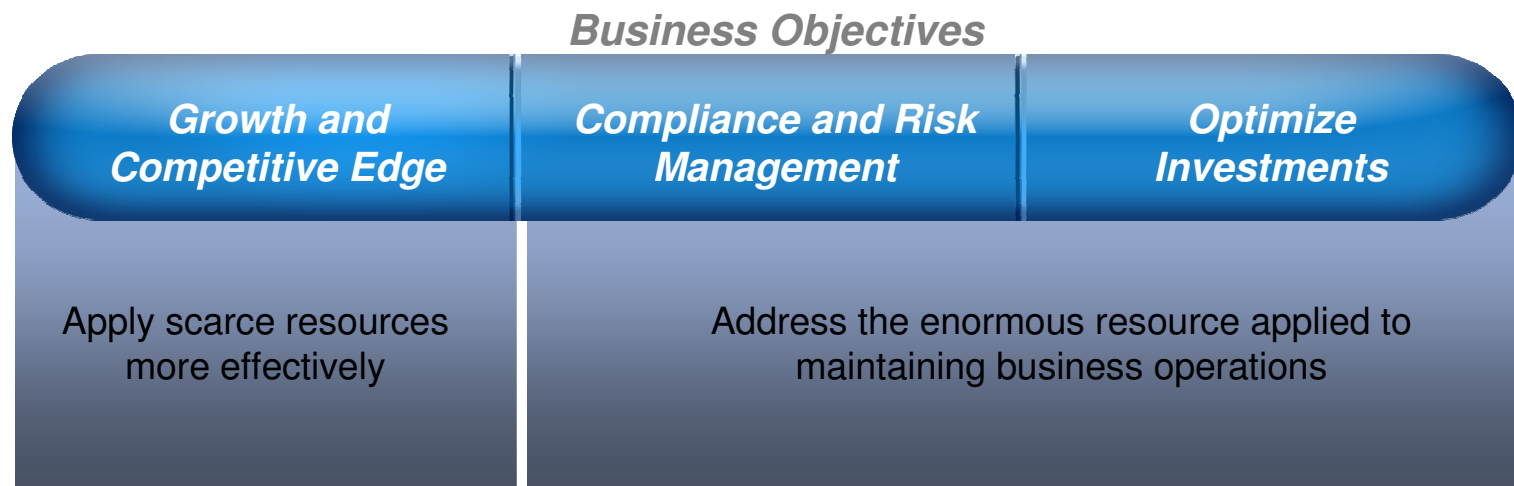 Business Objectives
Growth and
Competitive Edge
Compliance and Risk
Management
Optimize
Investments
Apply scarce resources
more effectively
Address the enormous resource applied to
maintaining business operations